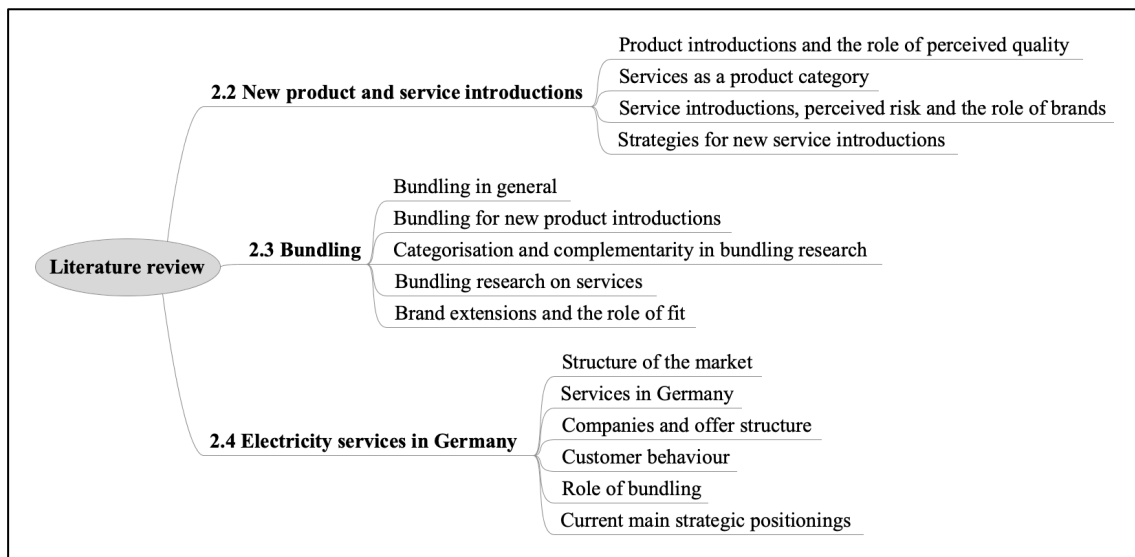 Literature review
2.2 New product and service introductions
Product introductions and the role of perceived quality
Services as a product category
Service introductions, perceived risk and the role of brands
Strategies for new service introductions
2.3 Bundling
Bundling in general
Bundling for new product introductions
Categorisation and complementarity in bundling research
Bundling research on services
Brand extensions and the role of fit
2.4 Electricity services in Germany
Structure of the market
Services in Germany
Companies and offer structure
Customer behaviour
Role of bundling
Current main strategic positionings